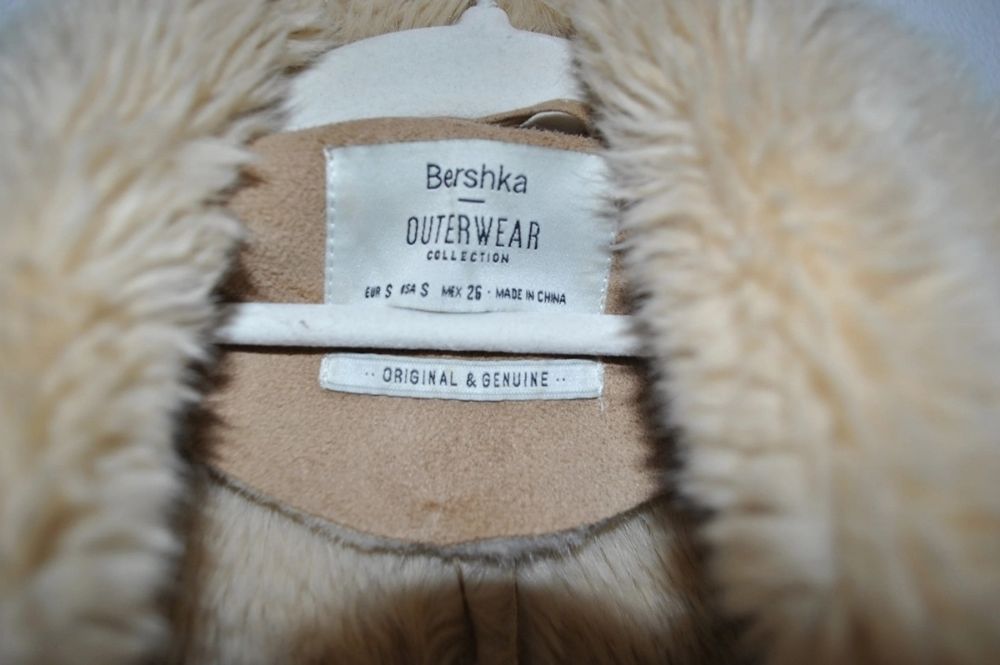 Bershka
OUTERWEAR
COLLECTION
EUR S USA S MEX 26 · MADE IN CHINA
·· ORIGINAL & GENUINE ··